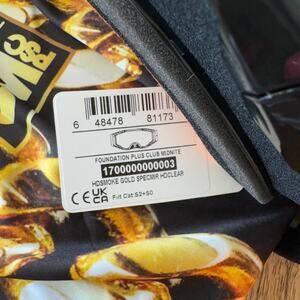 PSC
6 48478 81173
FOUNDATION PLUS CLUB MIDNITE
1700000000003
HDSMOKE GOLD SPECMIR HDCLEAR
CE UK CA Filt Cat: S2+S0